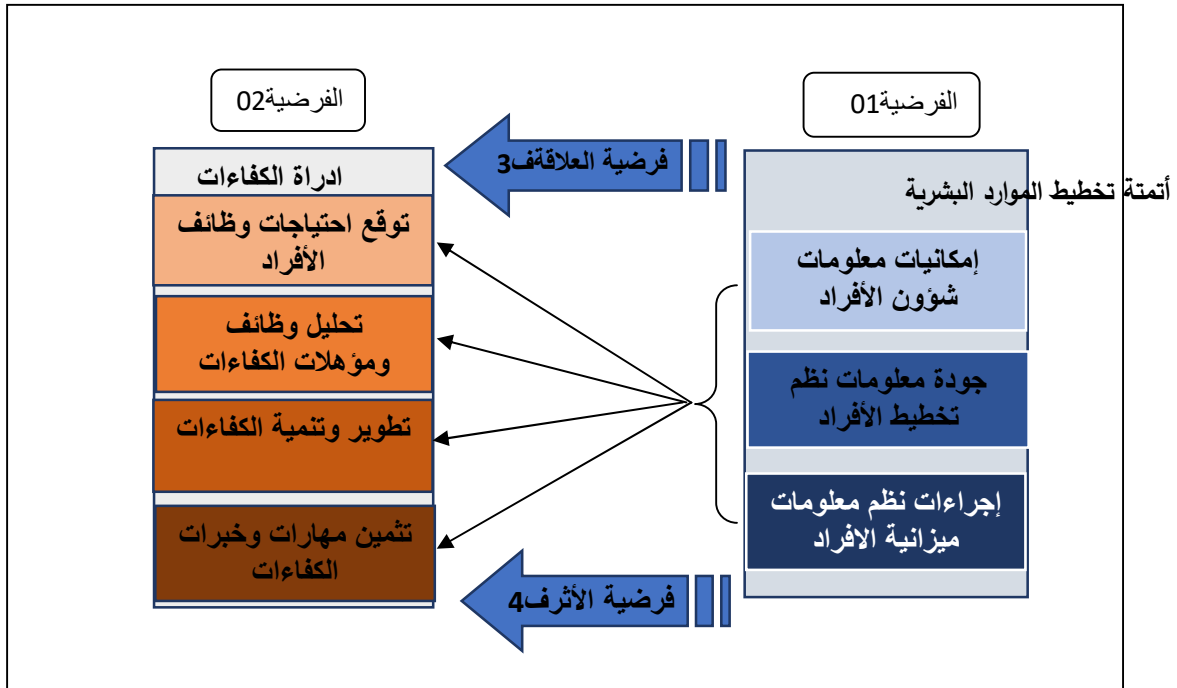 الفرضية01
الفرضية02
فرضية العلاقةف3
أتمتة تخطيط الموارد البشرية
إمكانيات معلومات
شؤون الأفراد
جودة معلومات نظم
تخطيط الأفراد
إجراءات نظم معلومات
ميزانية الافراد
ادراة الكفاءات
توقع احتياجات وظائف
الأفراد
تحليل وظائف
ومؤهلات الكفاءات
تطوير وتنمية الكفاءات
تثمين مهارات وخبرات
الكفاءات
فرضية الأثرف4